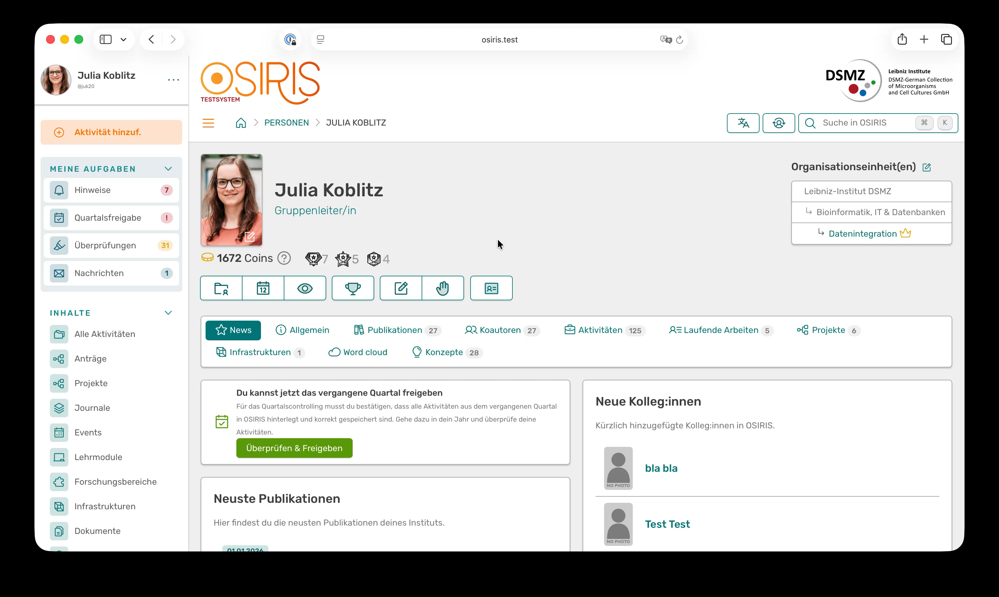 osiris.test
Julia Koblitz
@juk20
OSIRIS
TESTSYSTEM
DSMZ
Leibniz Institute
DSMZ-German Collection
of Microorganisms
and Cell Cultures GmbH
PERSONEN
JULIA KOBLITZ
Suche in OSIRIS
⌘ K
Aktivität hinzuf.
MEINE AUFGABEN
Hinweise 7
Quartalsfreigabe !
Überprüfungen 31
Nachrichten 1
INHALTE
Alle Aktivitäten
Anträge
Projekte
Journale
Events
Lehrmodule
Forschungsbereiche
Infrastrukturen
Dokumente
Julia Koblitz
Gruppenleiter/in
1672 Coins ? 7 5 4
12
Organisationseinheit(en)
Leibniz-Institut DSMZ
Bioinformatik, IT & Datenbanken
Datenintegration
News Allgemein Publikationen 27 Koautoren 27 Aktivitäten 125 Laufende Arbeiten 5 Projekte 6
Infrastrukturen 1 Word cloud Konzepte 28
Du kannst jetzt das vergangene Quartal freigeben
Für das Quartalscontrolling musst du bestätigen, dass alle Aktivitäten aus dem vergangenen Quartal
in OSIRIS hinterlegt und korrekt gespeichert sind. Gehe dazu in dein Jahr und überprüfe deine
Aktivitäten.
Überprüfen & Freigeben
Neuste Publikationen
Hier findest du die neusten Publikationen deines Instituts.
01.01.2026
Neue Kolleg:innen
Kürzlich hinzugefügte Kolleg:innen in OSIRIS.
NO PHOTO
bla bla
NO PHOTO
Test Test